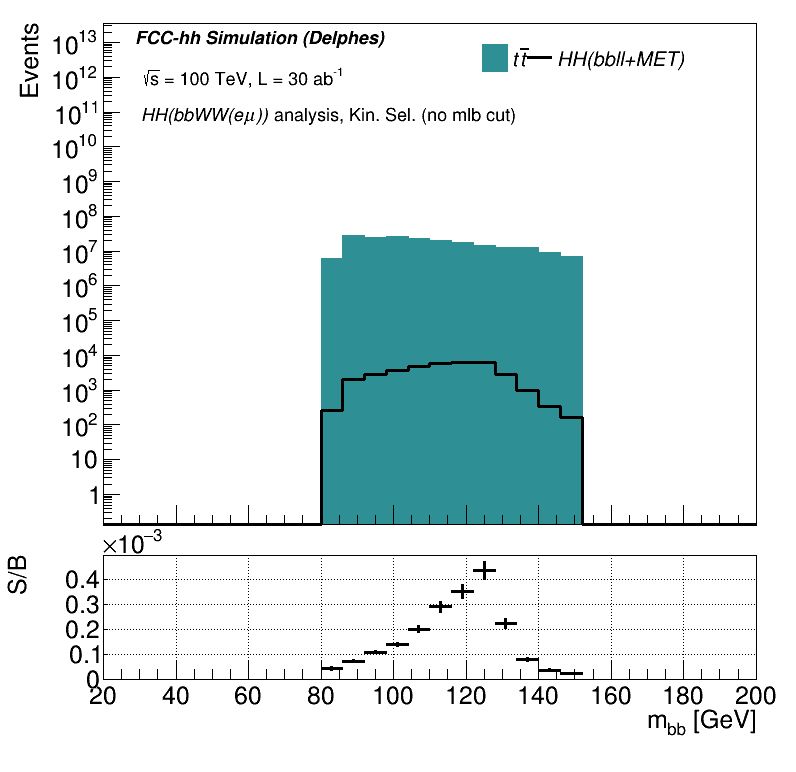 Events
10¹³
10¹²
10¹¹
10¹⁰
10⁹
10⁸
10⁷
10⁶
10⁵
10⁴
10³
10²
10
1
FCC-hh Simulation (Delphes)
√s = 100 TeV, L = 30 ab⁻¹
HH(bbWW(eμ)) analysis, Kin. Sel. (no mlb cut)
tt̅
HH(bbll+MET)
×10⁻³
S/B
0.4
0.3
0.2
0.1
0
20 40 60 80 100 120 140 160 180 200
m_bb [GeV]